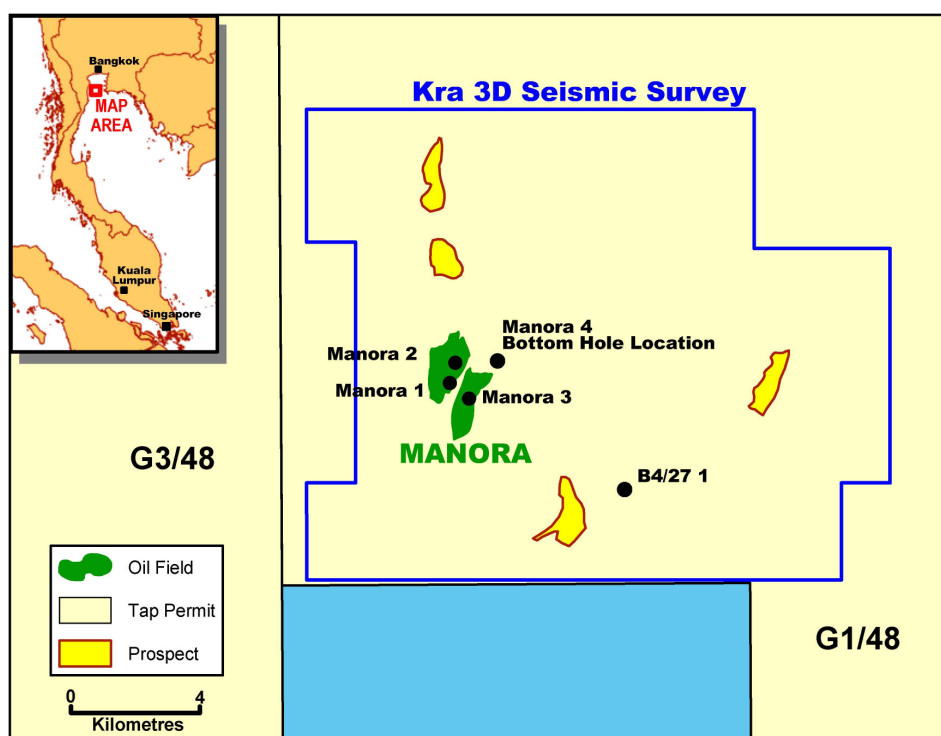 Bangkok
MAP
AREA
Kuala
Lumpur
Singapore
Kra 3D Seismic Survey
Manora 4
Bottom Hole Location
Manora 2
Manora 1
Manora 3
MANORA
G3/48
B4/27 1
G1/48
Oil Field
Tap Permit
Prospect
0 4
Kilometres